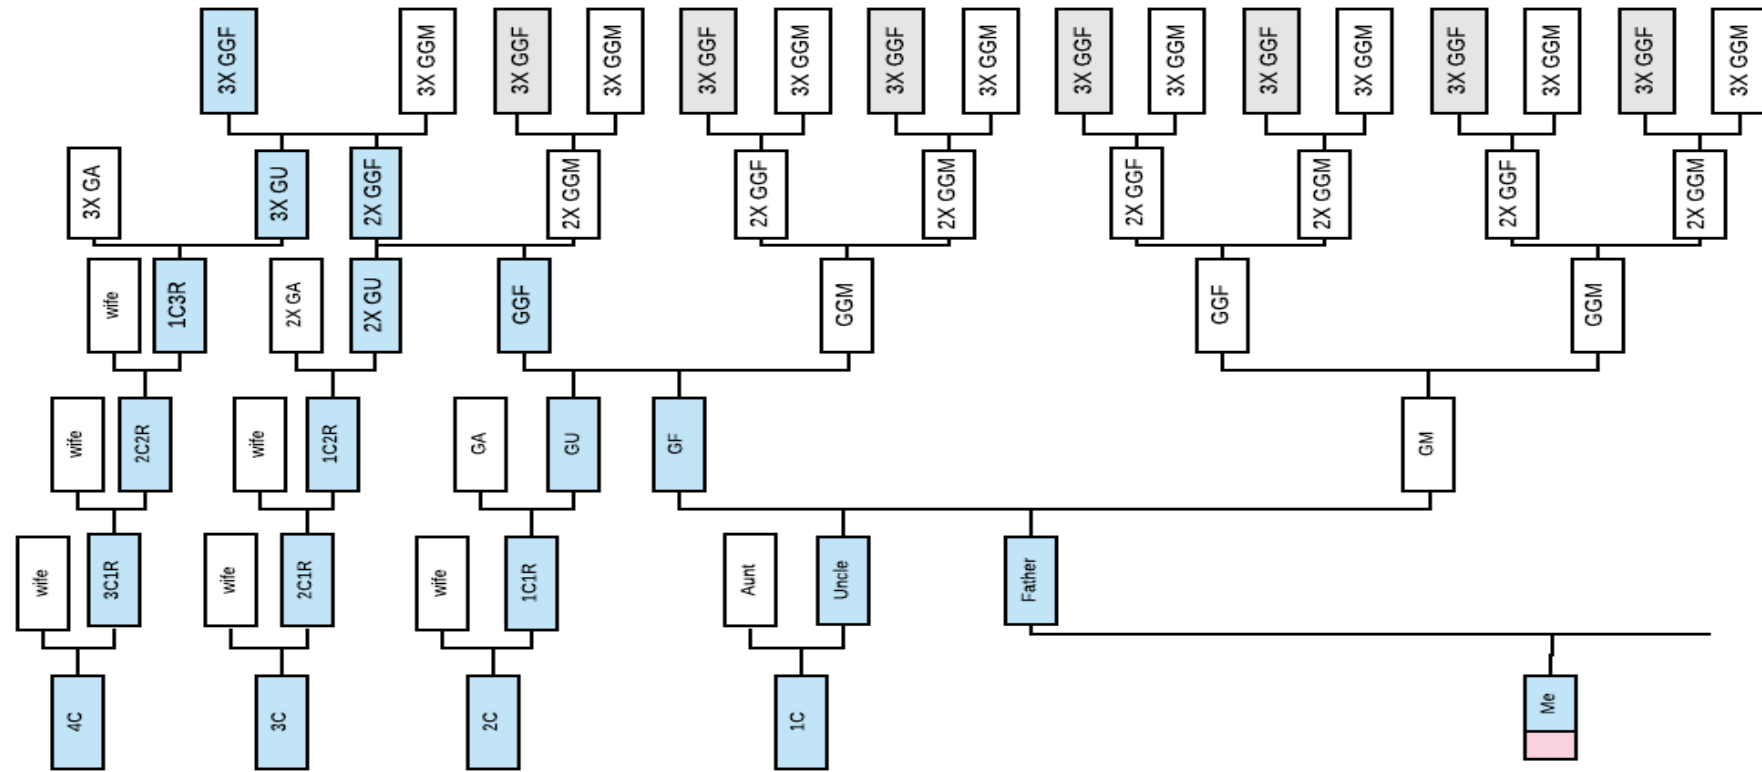 3X GGF
3X GGM
3X GGF
3X GGM
3X GGF
3X GGM
3X GGF
3X GGM
3X GGF
3X GGM
3X GGF
3X GGM
3X GGF
3X GGM
3X GGF
3X GGM
3X GA
3X GU
2X GGF
2X GGM
2X GGF
2X GGM
2X GGF
2X GGM
2X GGF
2X GGM
wife
1C3R
2X GA
2X GU
GGF
GGM
GGF
GGM
wife
2C2R
wife
1C2R
GA
GU
GF
GM
wife
3C1R
wife
2C1R
wife
1C1R
Aunt
Uncle
Father
4C
3C
2C
1C
Me